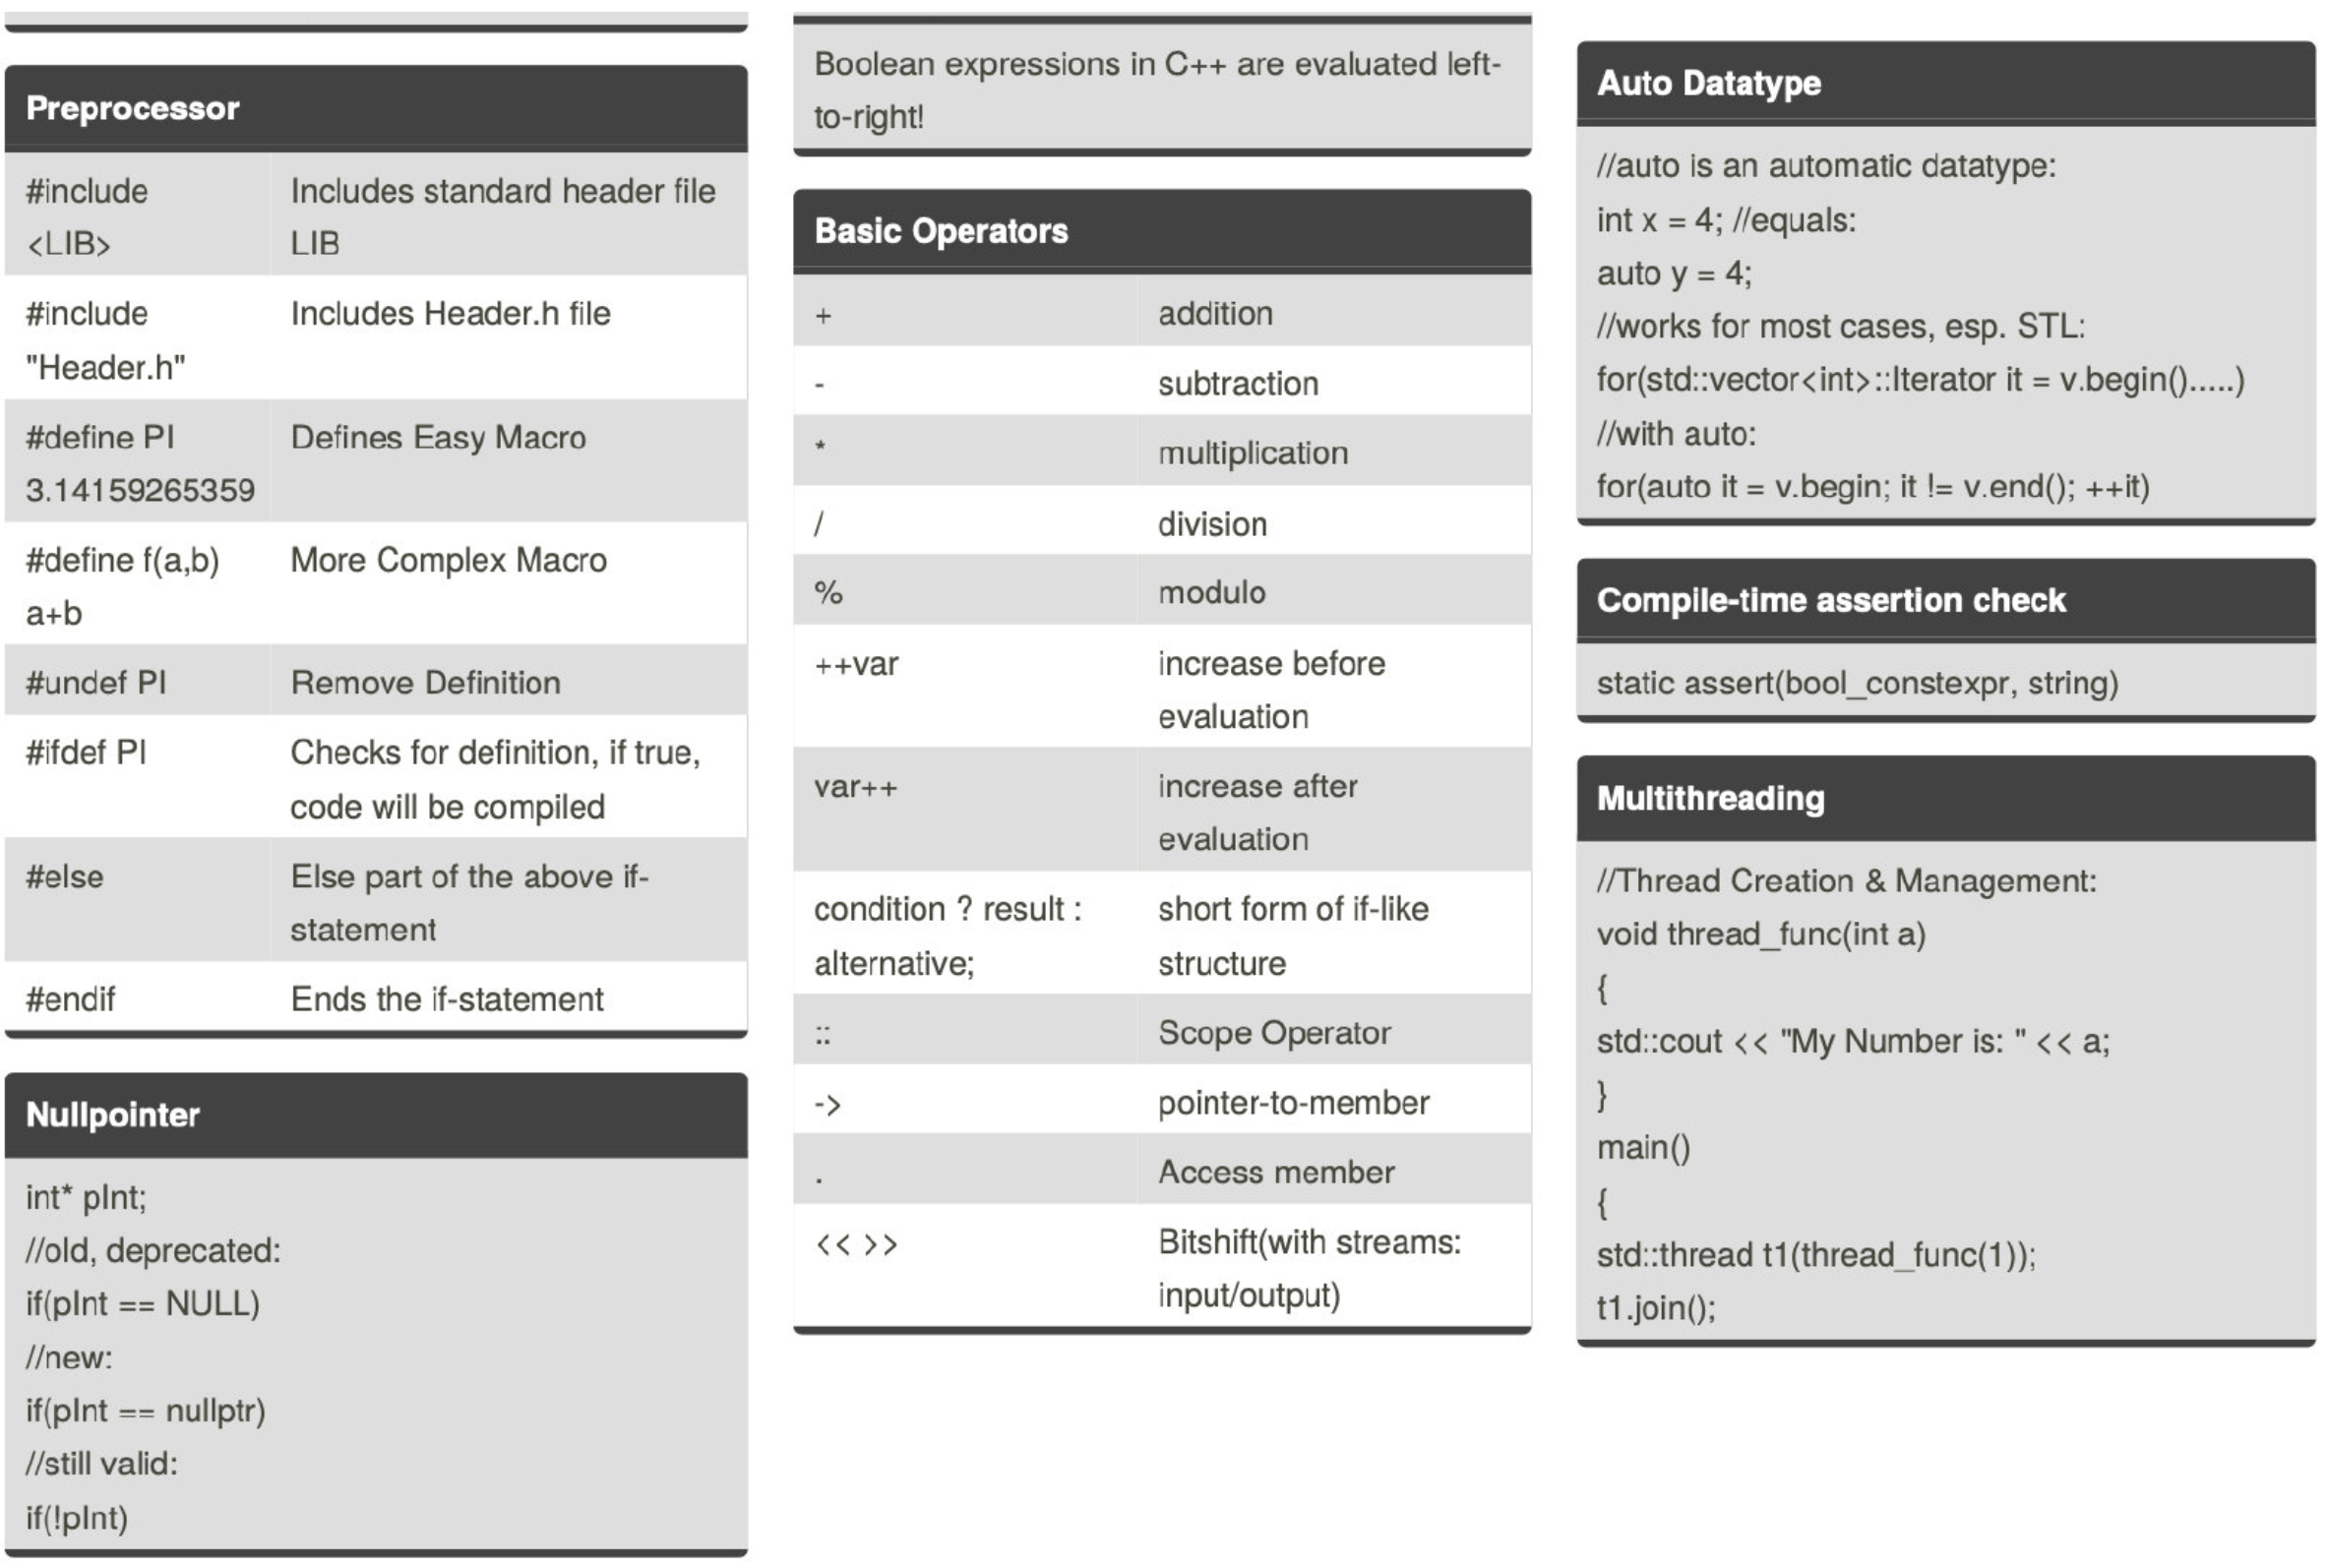 Preprocessor
#include
<LIB>
Includes standard header file
LIB
#include
"Header.h"
Includes Header.h file
#define PI
3.14159265359
Defines Easy Macro
#define f(a,b)
a+b
More Complex Macro
#undef PI
Remove Definition
#ifdef PI
Checks for definition, if true,
code will be compiled
#else
Else part of the above if-
statement
#endif
Ends the if-statement
Nullpointer
int* pInt;
//old, deprecated:
if(pInt == NULL)
//new:
if(pInt == nullptr)
//still valid:
if(!pInt)
Boolean expressions in C++ are evaluated left-
to-right!
Basic Operators
+
addition
-
subtraction
*
multiplication
/
division
%
modulo
++var
increase before
evaluation
var++
increase after
evaluation
condition ? result :
alternative;
short form of if-like
structure
::
Scope Operator
->
pointer-to-member
.
Access member
<< >>
Bitshift(with streams:
input/output)
Auto Datatype
//auto is an automatic datatype:
int x = 4; //equals:
auto y = 4;
//works for most cases, esp. STL:
for(std::vector<int>::Iterator it = v.begin().....)
//with auto:
for(auto it = v.begin; it != v.end(); ++it)
Compile-time assertion check
static assert(bool_constexpr, string)
Multithreading
//Thread Creation & Management:
void thread_func(int a)
{
std::cout << "My Number is: " << a;
}
main()
{
std::thread t1(thread_func(1));
t1.join();